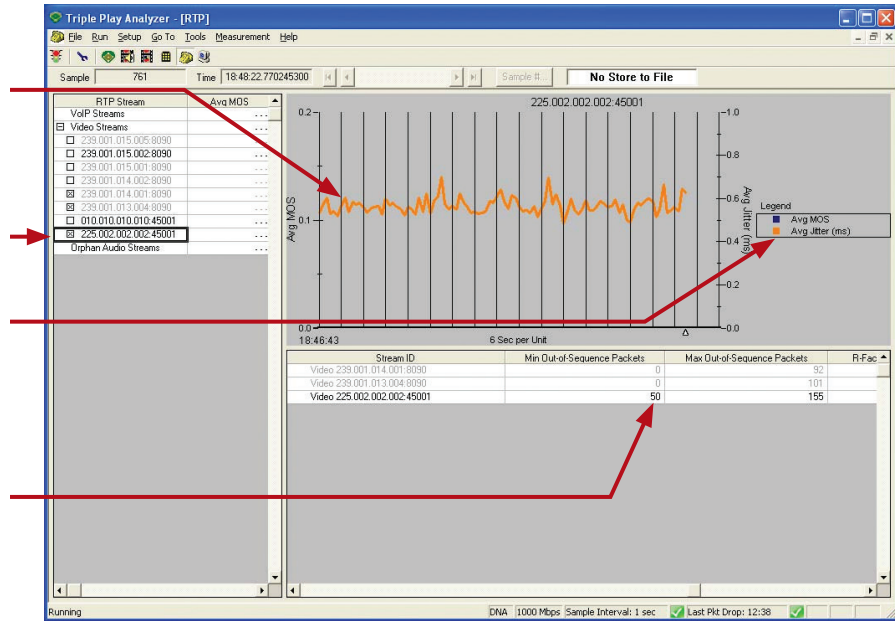 Triple Play Analyzer - [RTP]
File Run Setup Go To Tools Measurement Help
Sample 761 Time 18:48:22.770245300 Sample #... No Store to File
RTP Stream Avg MOS
VoIP Streams ...
Video Streams ...
239.001.015.005:8090 ...
239.001.015.002:8090 ...
239.001.015.001:8090 ...
239.001.014.002:8090 ...
239.001.014.001:8090 ...
239.001.013.004:8090 ...
010.010.010.010:45001 ...
225.002.002.002:45001 ...
Orphan Audio Streams ...
225.002.002.002:45001
0.2
0.1
0.0
Avg MOS
1.0
0.8
0.6
0.4
0.2
0.0
Avg Jitter (ms)
18:46:43 6 Sec per Unit
Legend
Avg MOS
Avg Jitter (ms)
Stream ID Min Out-of-Sequence Packets Max Out-of-Sequence Packets R-Fac
Video 239.001.014.001:8090 0 92
Video 239.001.013.004:8090 0 101
Video 225.002.002.002:45001 50 155
Running DNA 1000 Mbps Sample Interval: 1 sec Last Pkt Drop: 12:38